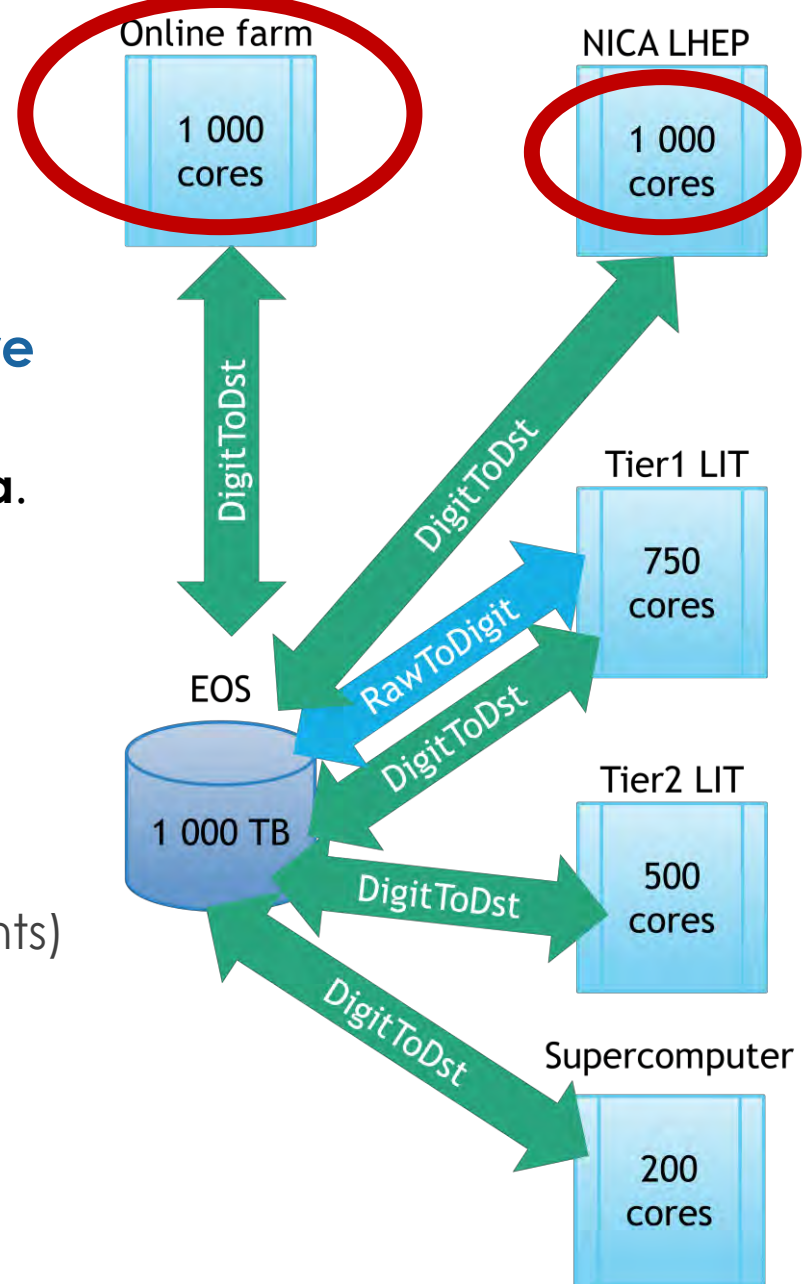 Online farm
1 000
cores
NICA LHEP
1 000
cores
DigitToDst
DigitToDst
a.
Tier1 LIT
750
cores
RawToDigit
DigitToDst
EOS
1 000 TB
Tier2 LIT
500
cores
DigitToDst
nts)
DigitToDst
Supercomputer
200
cores